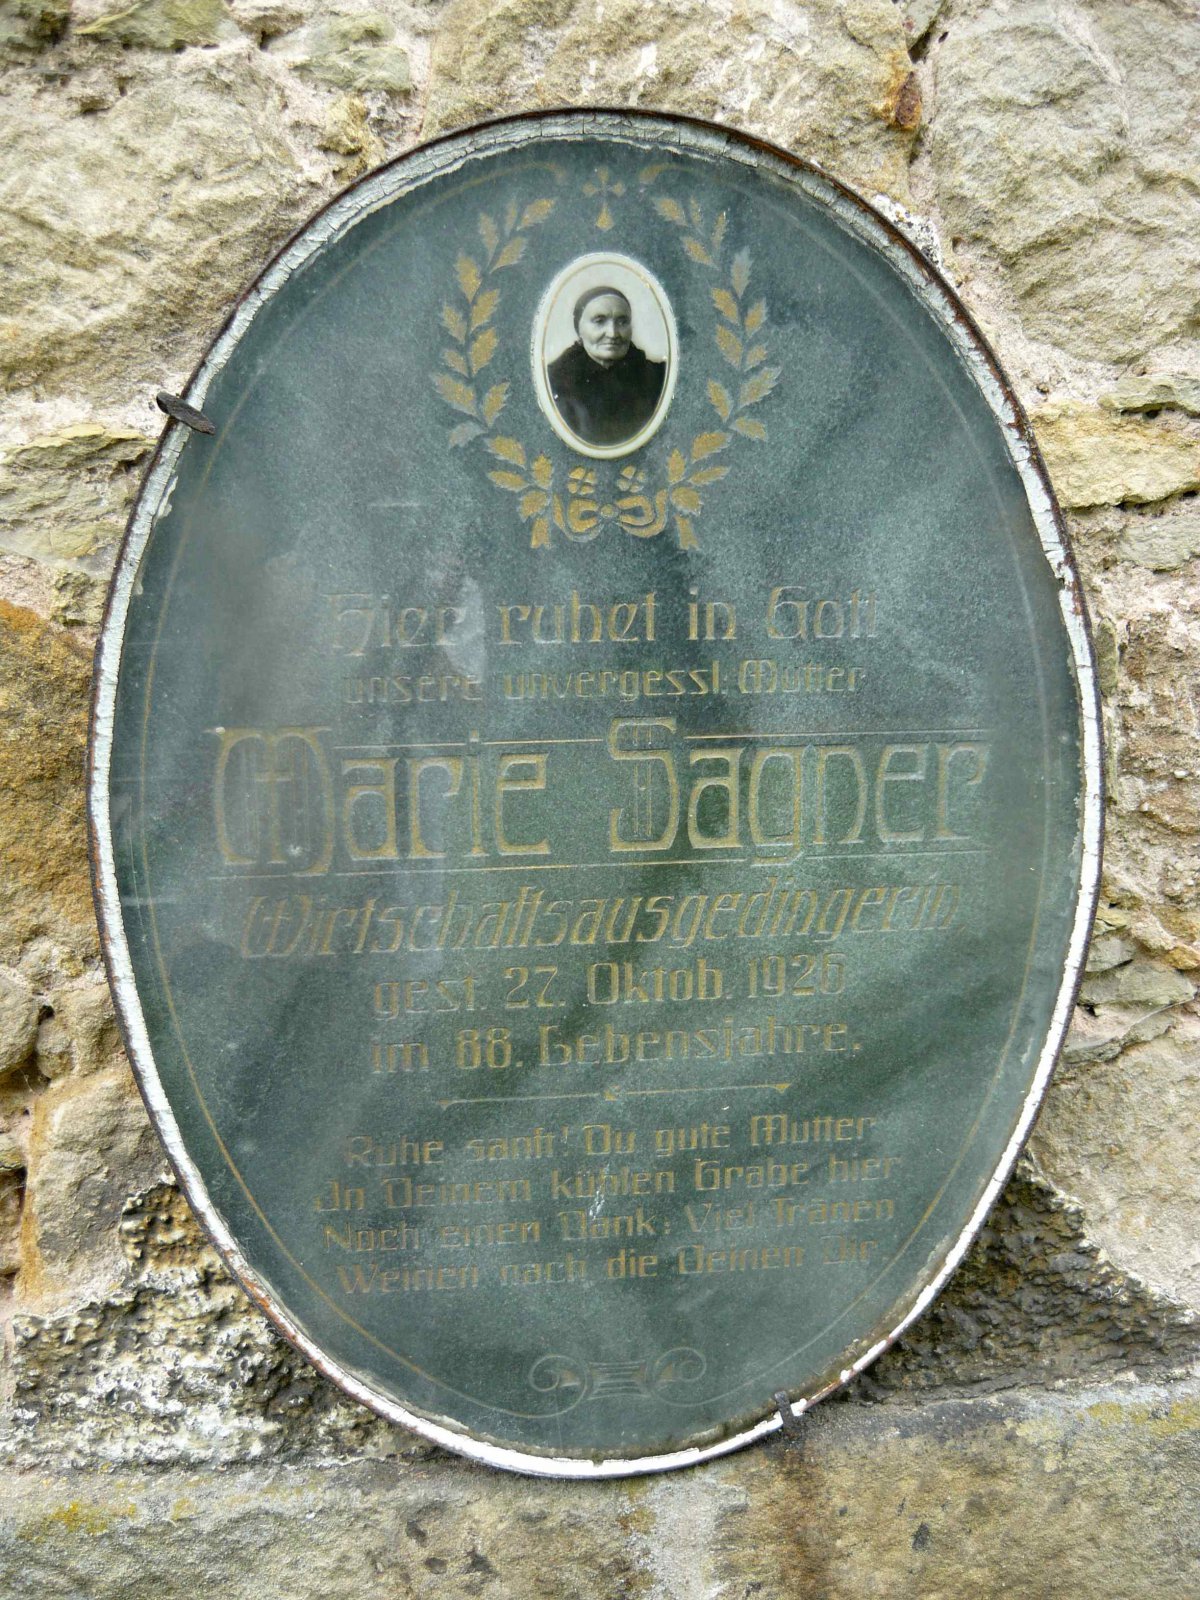 Hier ruhet in Gott
unsere unvergessl. Mutter
Marie Sagner
Wirtschaftsausgedingerin,
gest. 27. Oktob. 1926
im 88. Lebensjahre.
Ruhe sanft! Du gute Mutter
In Deinem kühlen Grabe hier
Noch einen Dank; Viel Tränen
Weinen nach die Deinen Dir.